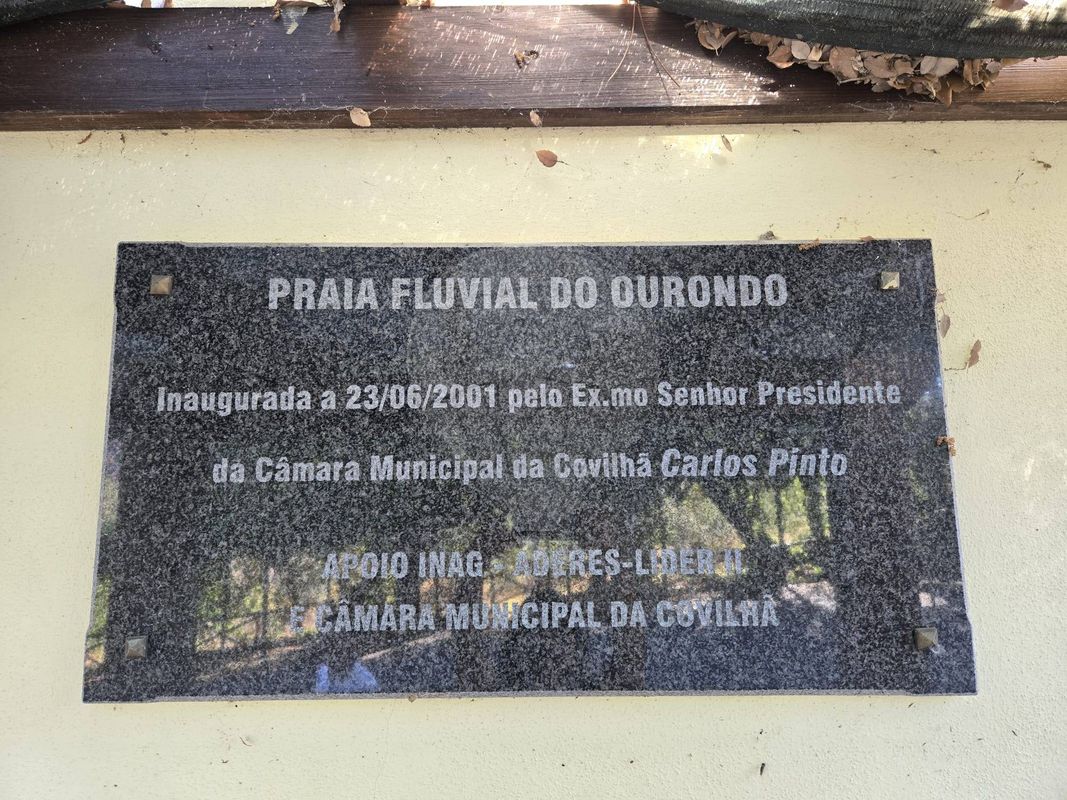 PRAIA FLUVIAL DO OURONDO
Inaugurada a 23/06/2001 pelo Ex.mo Senhor Presidente
da Câmara Municipal da Covilhã Carlos Pinto
APOIO INAG - ADERES-LIDER II
E CÂMARA MUNICIPAL DA COVILHÃ